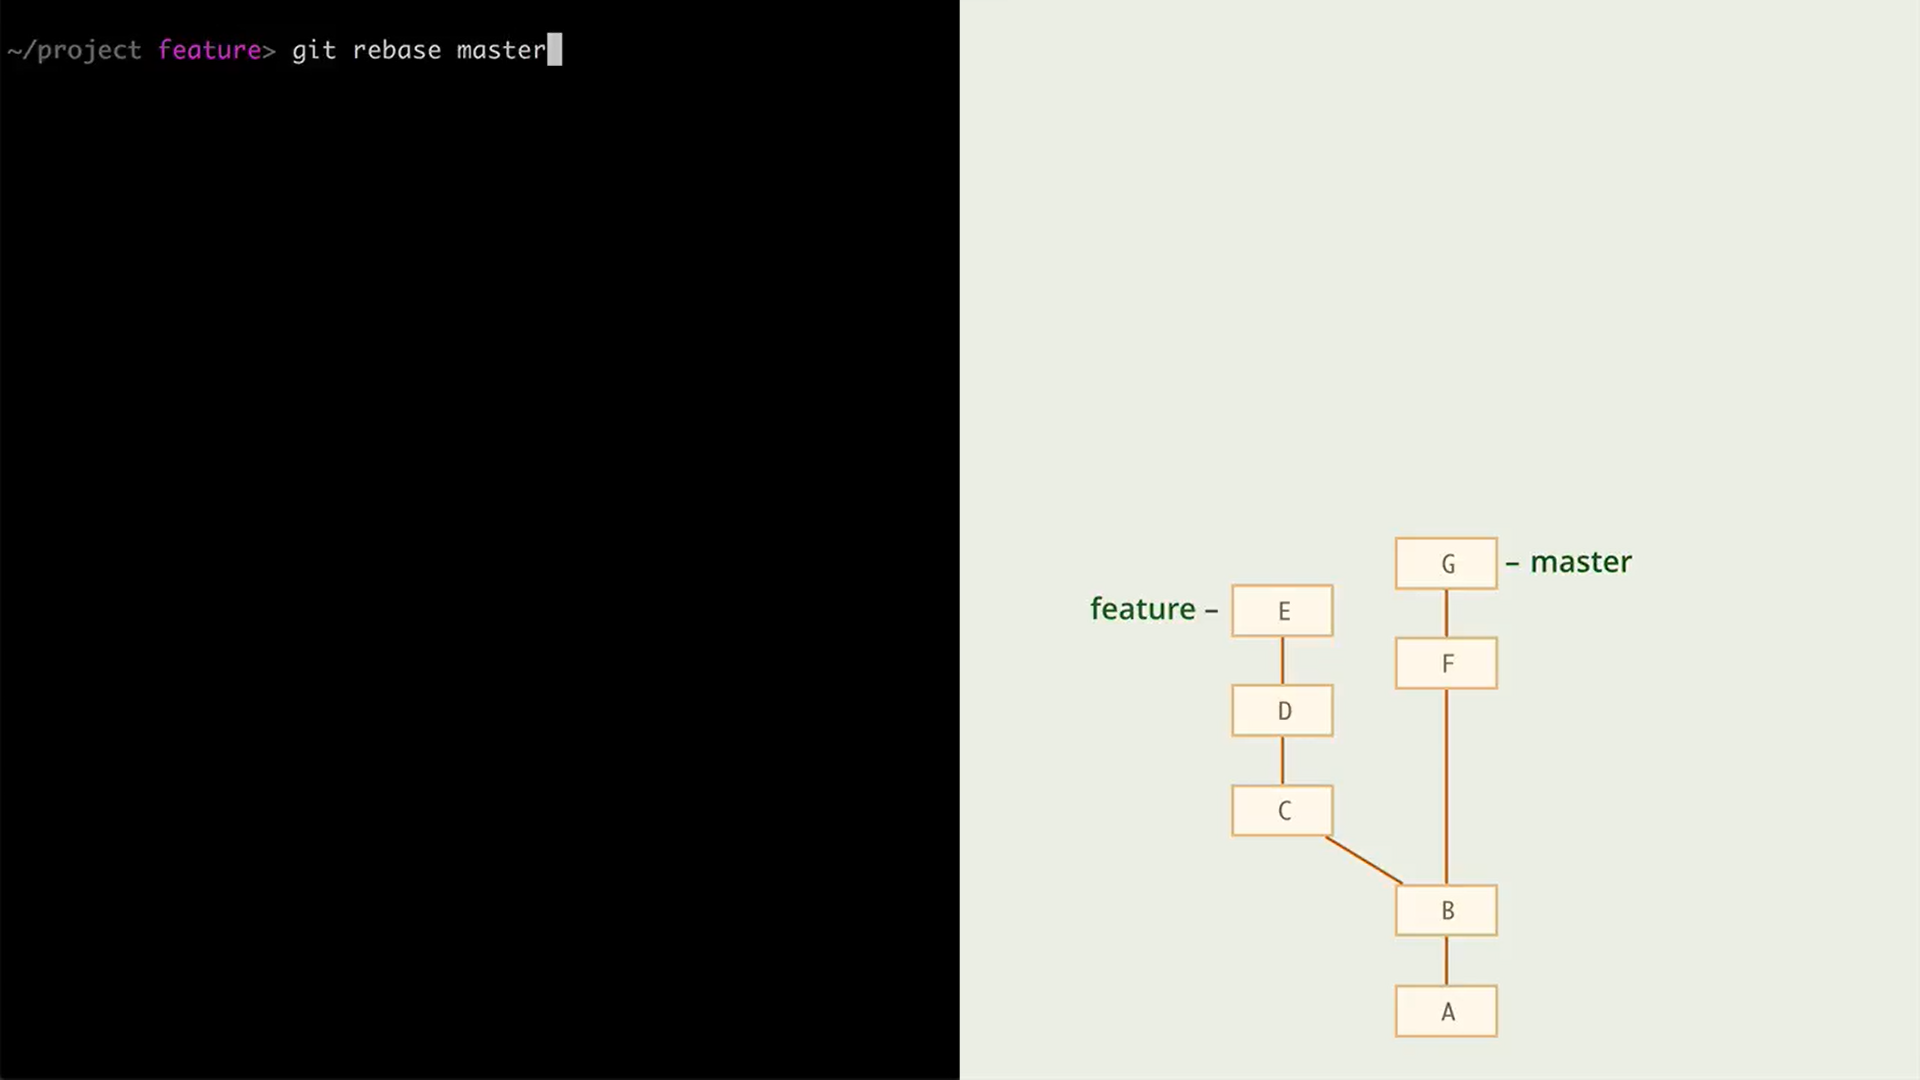 ~/project feature> git rebase master
G – master
feature – E
F
D
C
B
A